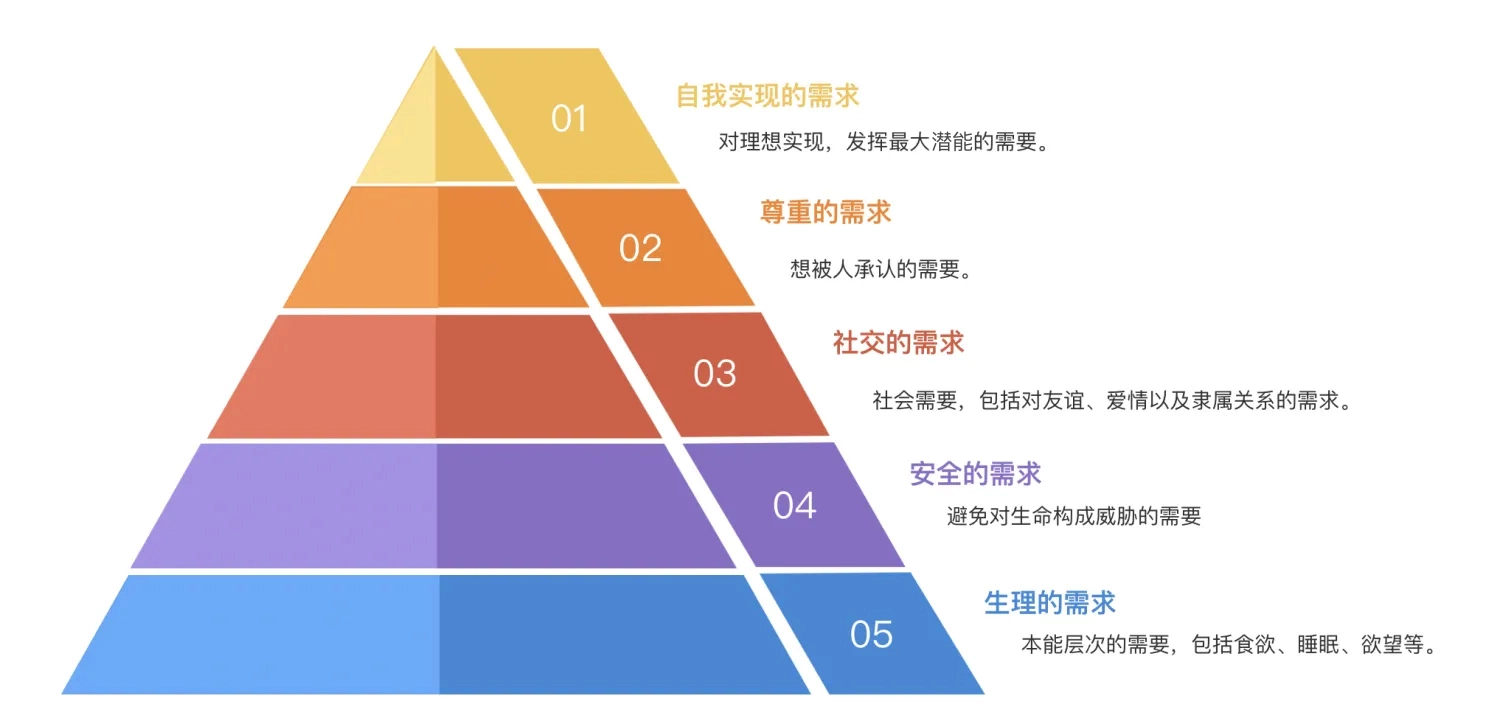 01
自我实现的需求
对理想实现，发挥最大潜能的需要。
02
尊重的需求
想被人承认的需要。
03
社交的需求
社会需要，包括对友谊、爱情以及隶属关系的需求。
04
安全的需求
避免对生命构成威胁的需要
05
生理的需求
本能层次的需要，包括食欲、睡眠、欲望等。